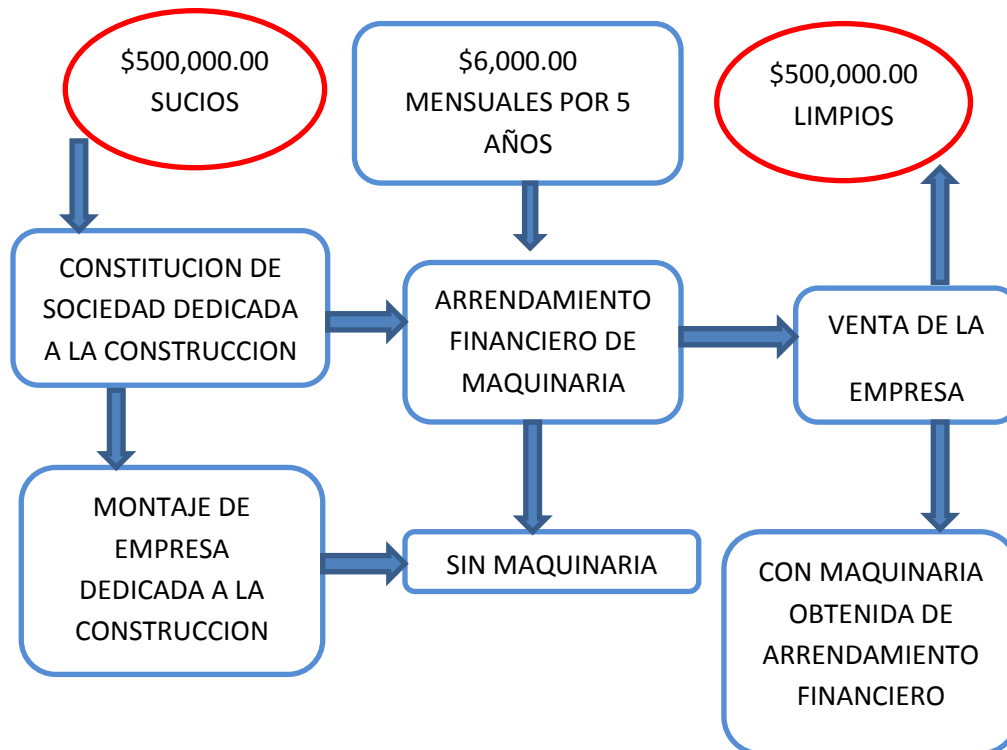 $500,000.00
SUCIOS
$6,000.00
MENSUALES POR 5
AÑOS
$500,000.00
LIMPIOS
CONSTITUCION DE
SOCIEDAD DEDICADA
A LA CONSTRUCCION
ARRENDAMIENTO
FINANCIERO DE
MAQUINARIA
VENTA DE LA
EMPRESA
MONTAJE DE
EMPRESA
DEDICADA A LA
CONSTRUCCION
SIN MAQUINARIA
CON MAQUINARIA
OBTENIDA DE
ARRENDAMIENTO
FINANCIERO